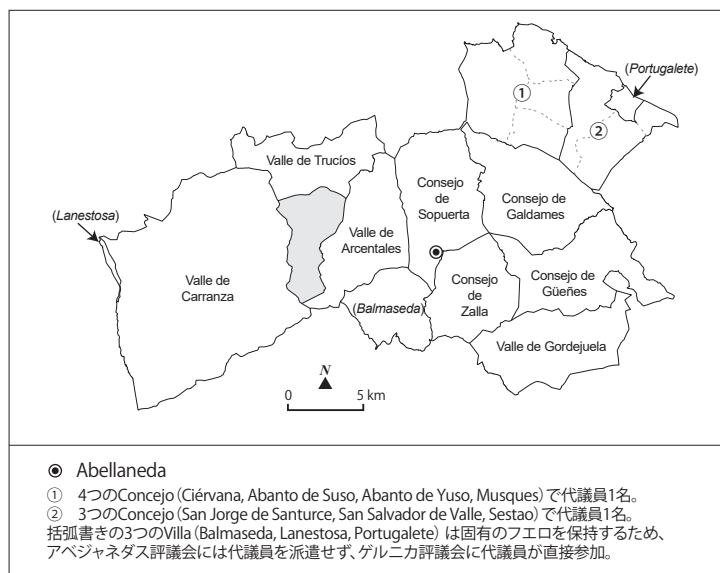 (Portugalete)
①
②
Valle de Trucíos
Consejo
de
Sopuerta
Consejo de
Galdames
(Lanestosa)
Valle de
Arcentales
Valle de
Carranza
Consejo
de
Zalla
Consejo de
Güeñes
(Balmaseda)
Valle de Gordejuela
N
0 5 km
Abellaneda
① 4つのConcejo(Ciérvana, Abanto de Suso, Abanto de Yuso, Musques)で代議員1名。
② 3つのConcejo(San Jorge de Santurce, San Salvador de Valle, Sestao)で代議員1名。
括弧書きの3つのVilla(Balmaseda, Lanestosa, Portugalete)は固有のフエロを保持するため、
アベジャネダス評議会には代議員を派遣せず、ゲルニカ評議会に代議員が直接参加。